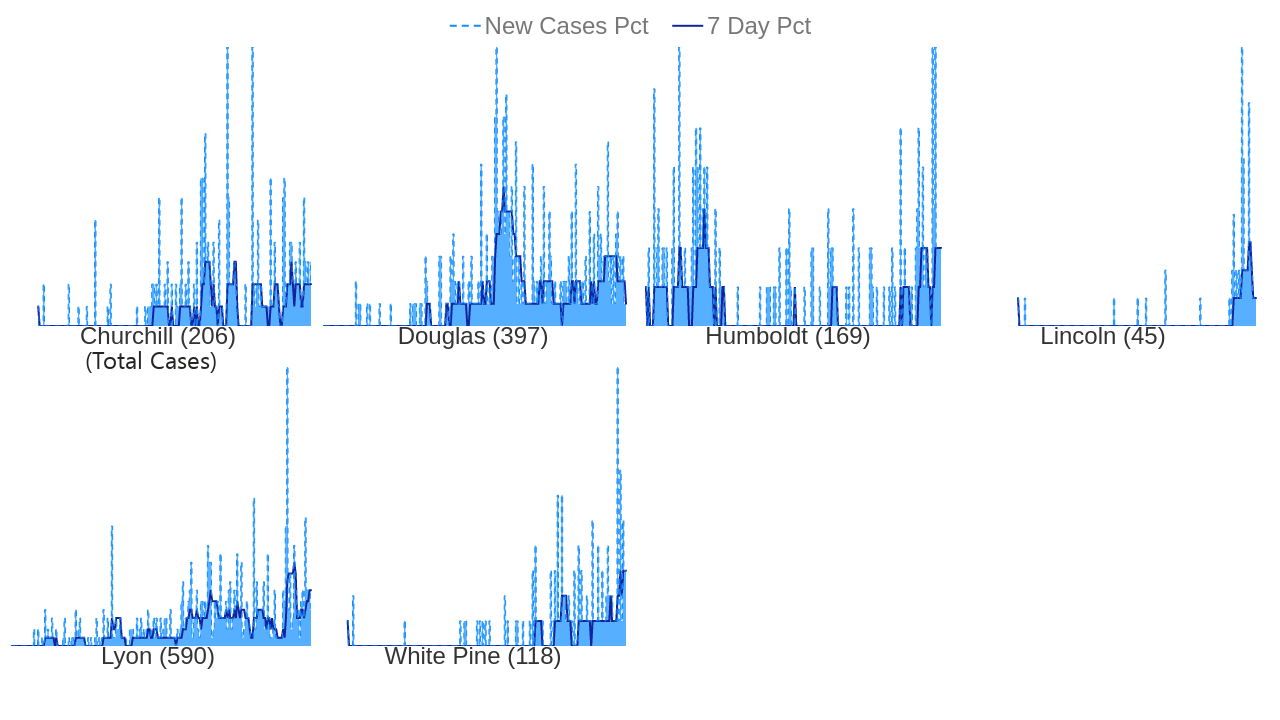 New Cases Pct 7 Day Pct
Churchill (206)
(Total Cases)
Douglas (397)
Humboldt (169)
Lincoln (45)
Lyon (590)
White Pine (118)